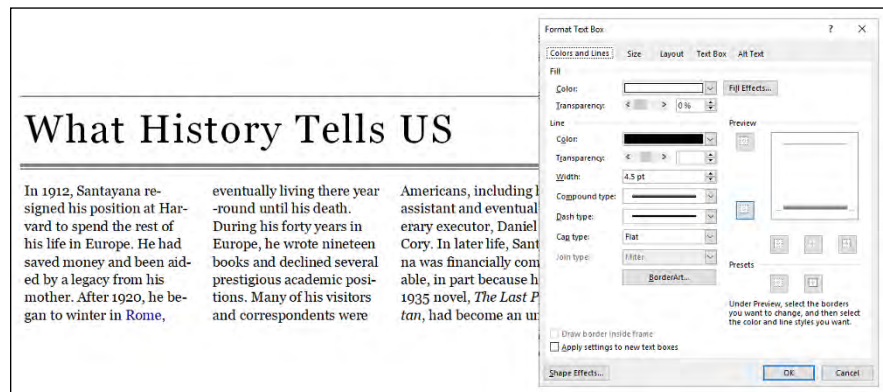 What History Tells US
In 1912, Santayana re-
signed his position at Har-
vard to spend the rest of
his life in Europe. He had
saved money and been aid-
ed by a legacy from his
mother. After 1920, he be-
gan to winter in Rome,
eventually living there year
-round until his death.
During his forty years in
Europe, he wrote nineteen
books and declined several
prestigious academic posi-
tions. Many of his visitors
and correspondents were
Americans, including
assistant and eventual
erary executor, Daniel
Cory. In later life, Sant
na was financially com
able, in part because h
1935 novel, The Last P
tan, had become an un
Format Text Box
? ×
Colors and Lines Size Layout Text Box Alt Text
Fill
Color:
Fill Effects...
Transparency: < > 0 %
Line
Color:
Transparency: < >
Width: 4.5 pt
Compound type:
Dash type:
Cap type: Flat
Join type: Miter
BorderArt...
Preview
Presets
Under Preview, select the borders
you want to change, and then select
the color and line styles you want.
Draw border inside frame
Apply settings to new text boxes
Shape Effects...
OK Cancel